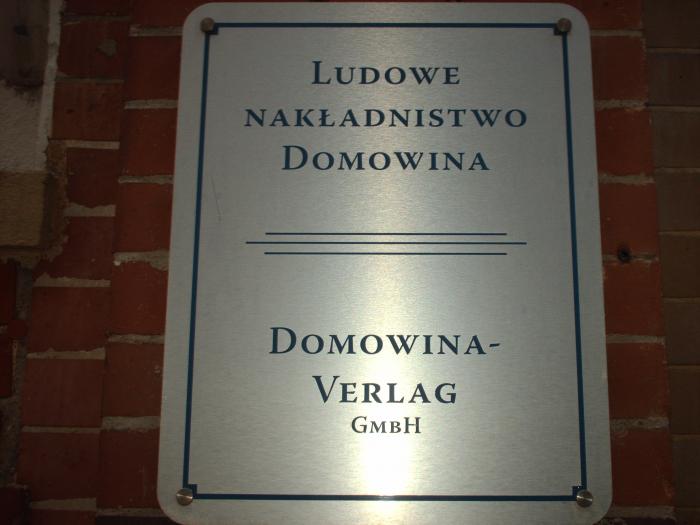 Ludowe
nakładnistwo
Domowina
Domowina-
Verlag
GmbH